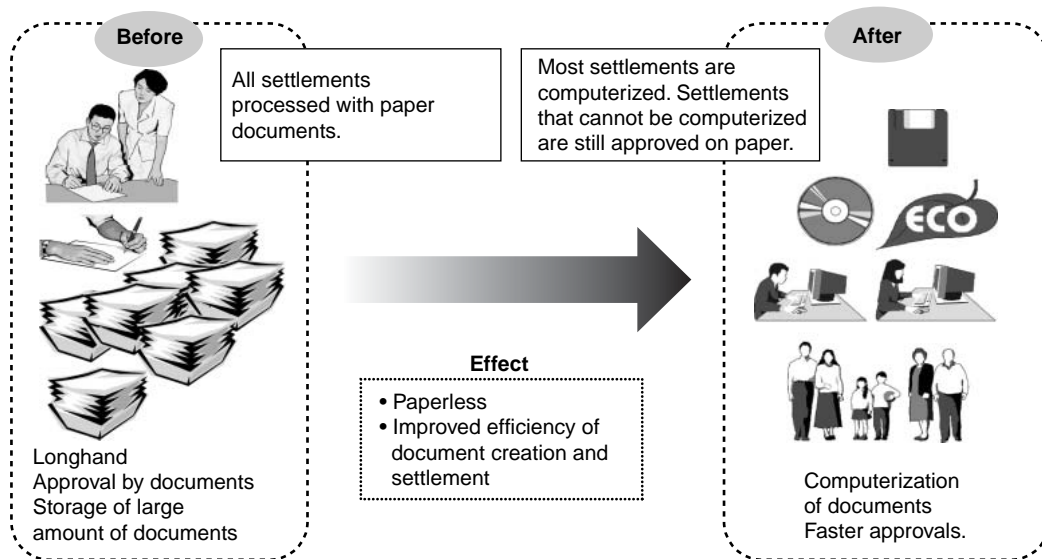 Before
All settlements
processed with paper
documents.
Longhand
Approval by documents
Storage of large
amount of documents
Effect
• Paperless
• Improved efficiency of
document creation and
settlement
After
Most settlements are
computerized. Settlements
that cannot be computerized
are still approved on paper.
ECO
Computerization
of documents
Faster approvals.